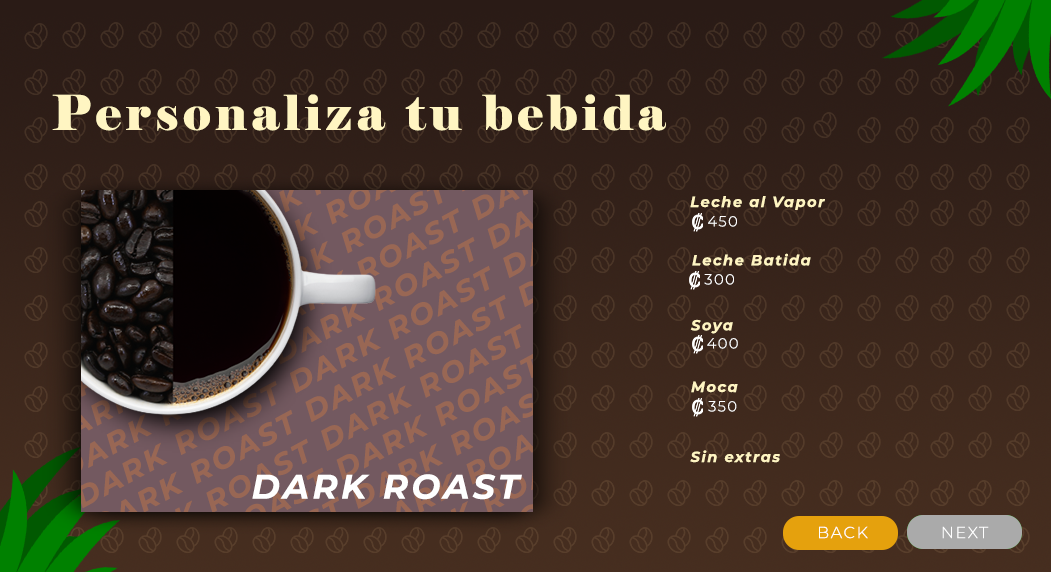 Personaliza tu bebida
DARK ROAST
Leche al Vapor
₡450
Leche Batida
₡300
Soya
₡400
Moca
₡350
Sin extras
BACK
NEXT